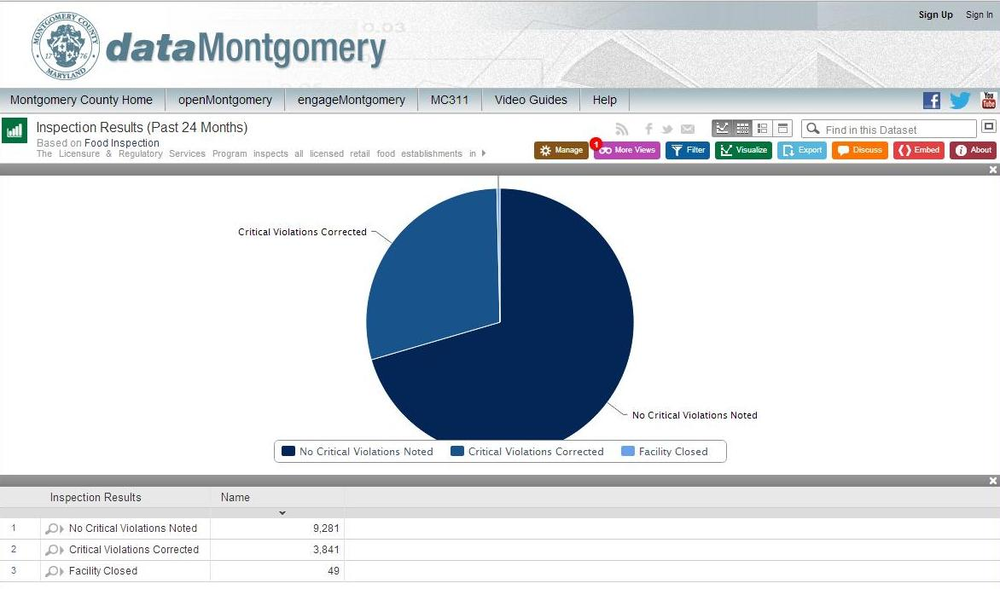 Sign Up Sign In
MONTGOMERY COUNTY
17 76
MARYLAND
dataMontgomery
0.03
Montgomery County Home openMontgomery engageMontgomery MC311 Video Guides Help
You Tube
Inspection Results (Past 24 Months)
Find in this Dataset
Based on Food Inspection
The Licensure & Regulatory Services Program inspects all licensed retail food establishments in
Manage 1 More Views Filter Visualize Export Discuss Embed About
Critical Violations Corrected
No Critical Violations Noted
No Critical Violations Noted Critical Violations Corrected Facility Closed
Inspection Results Name
1 No Critical Violations Noted 9,281
2 Critical Violations Corrected 3,841
3 Facility Closed 49